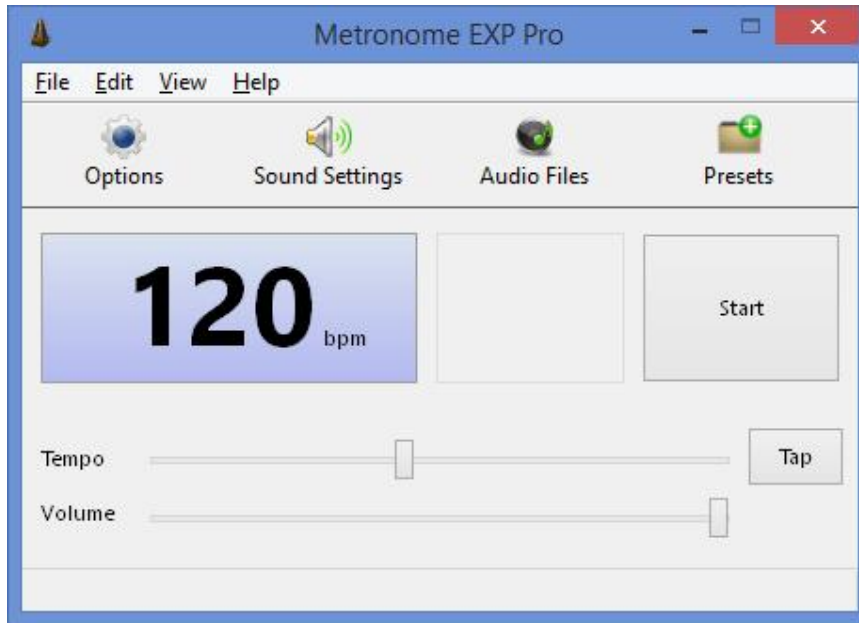 Metronome EXP Pro
File Edit View Help
Options Sound Settings Audio Files Presets
120 bpm
Start
Tempo
Tap
Volume